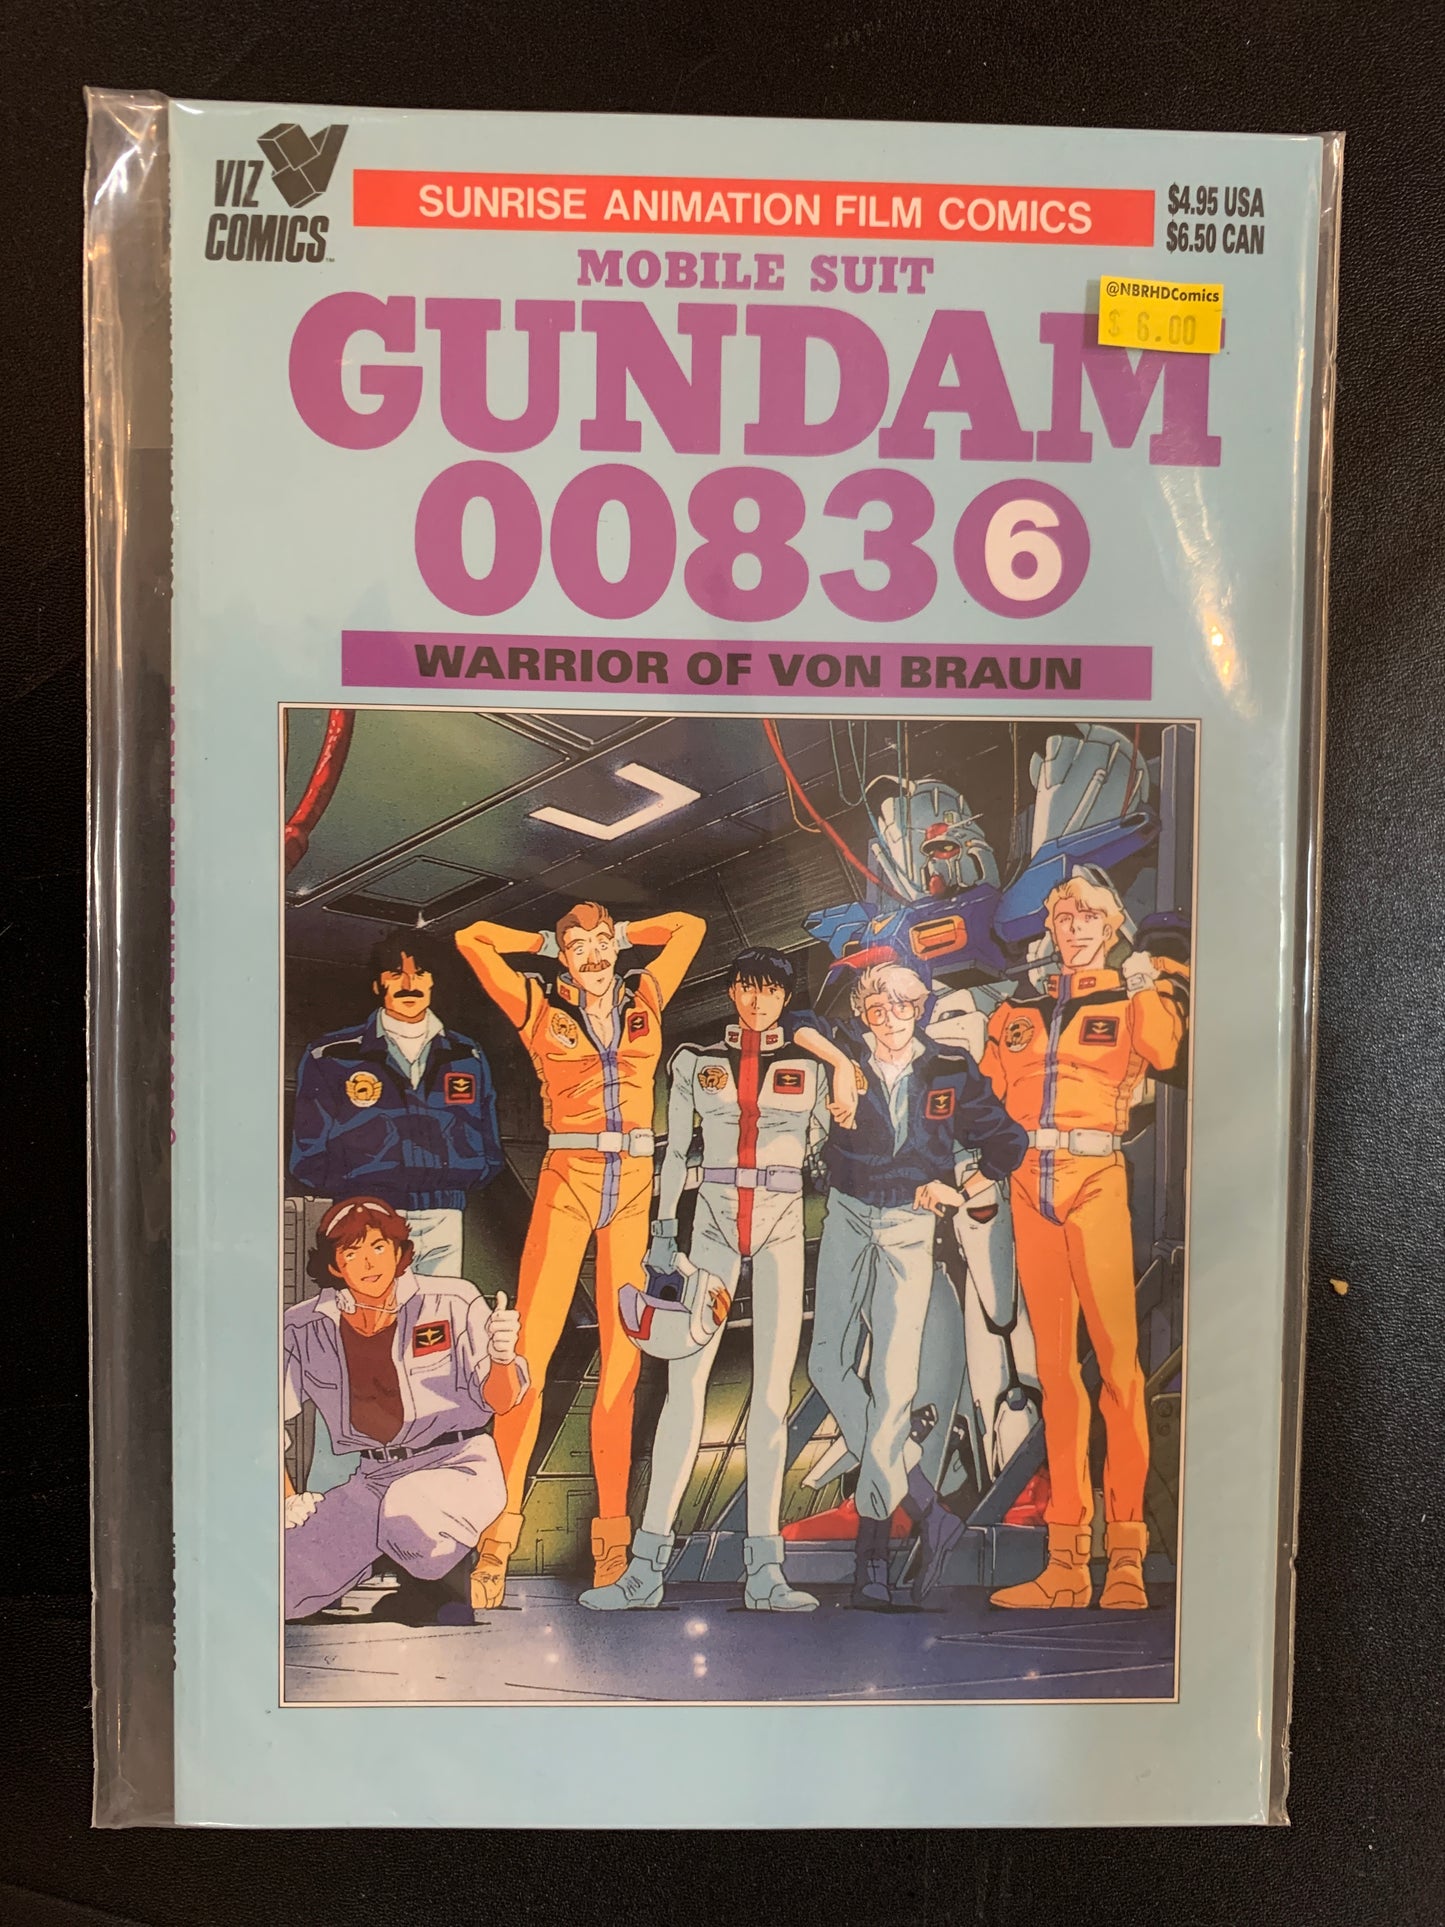 VIZ
COMICS™
SUNRISE ANIMATION FILM COMICS
$4.95 USA
$6.50 CAN
MOBILE SUIT
@NBRHDComics
$ 6.00
GUNDAM
0083 6
WARRIOR OF VON BRAUN